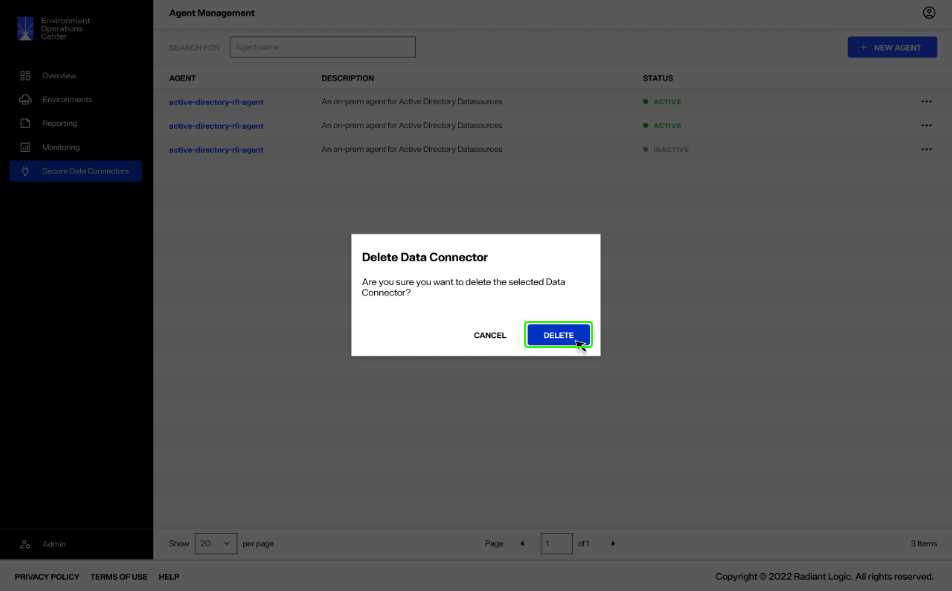 Environment
Operations
Center
Agent Management
SEARCH FOR Agent name + NEW AGENT
Overview
Environments
Reporting
Monitoring
Secure Data Connectors
AGENT DESCRIPTION STATUS
active-directory-rli-agent An on-prem agent for Active Directory Datasources ACTIVE ...
active-directory-rli-agent An on-prem agent for Active Directory Datasources ACTIVE ...
active-directory-rli-agent An on-prem agent for Active Directory Datasources INACTIVE ...
Delete Data Connector
Are you sure you want to delete the selected Data
Connector?
CANCEL DELETE
Admin
Show 20 per page Page 1 of 1 3 Items
PRIVACY POLICY TERMS OF USE HELP Copyright © 2022 Radiant Logic. All rights reserved.